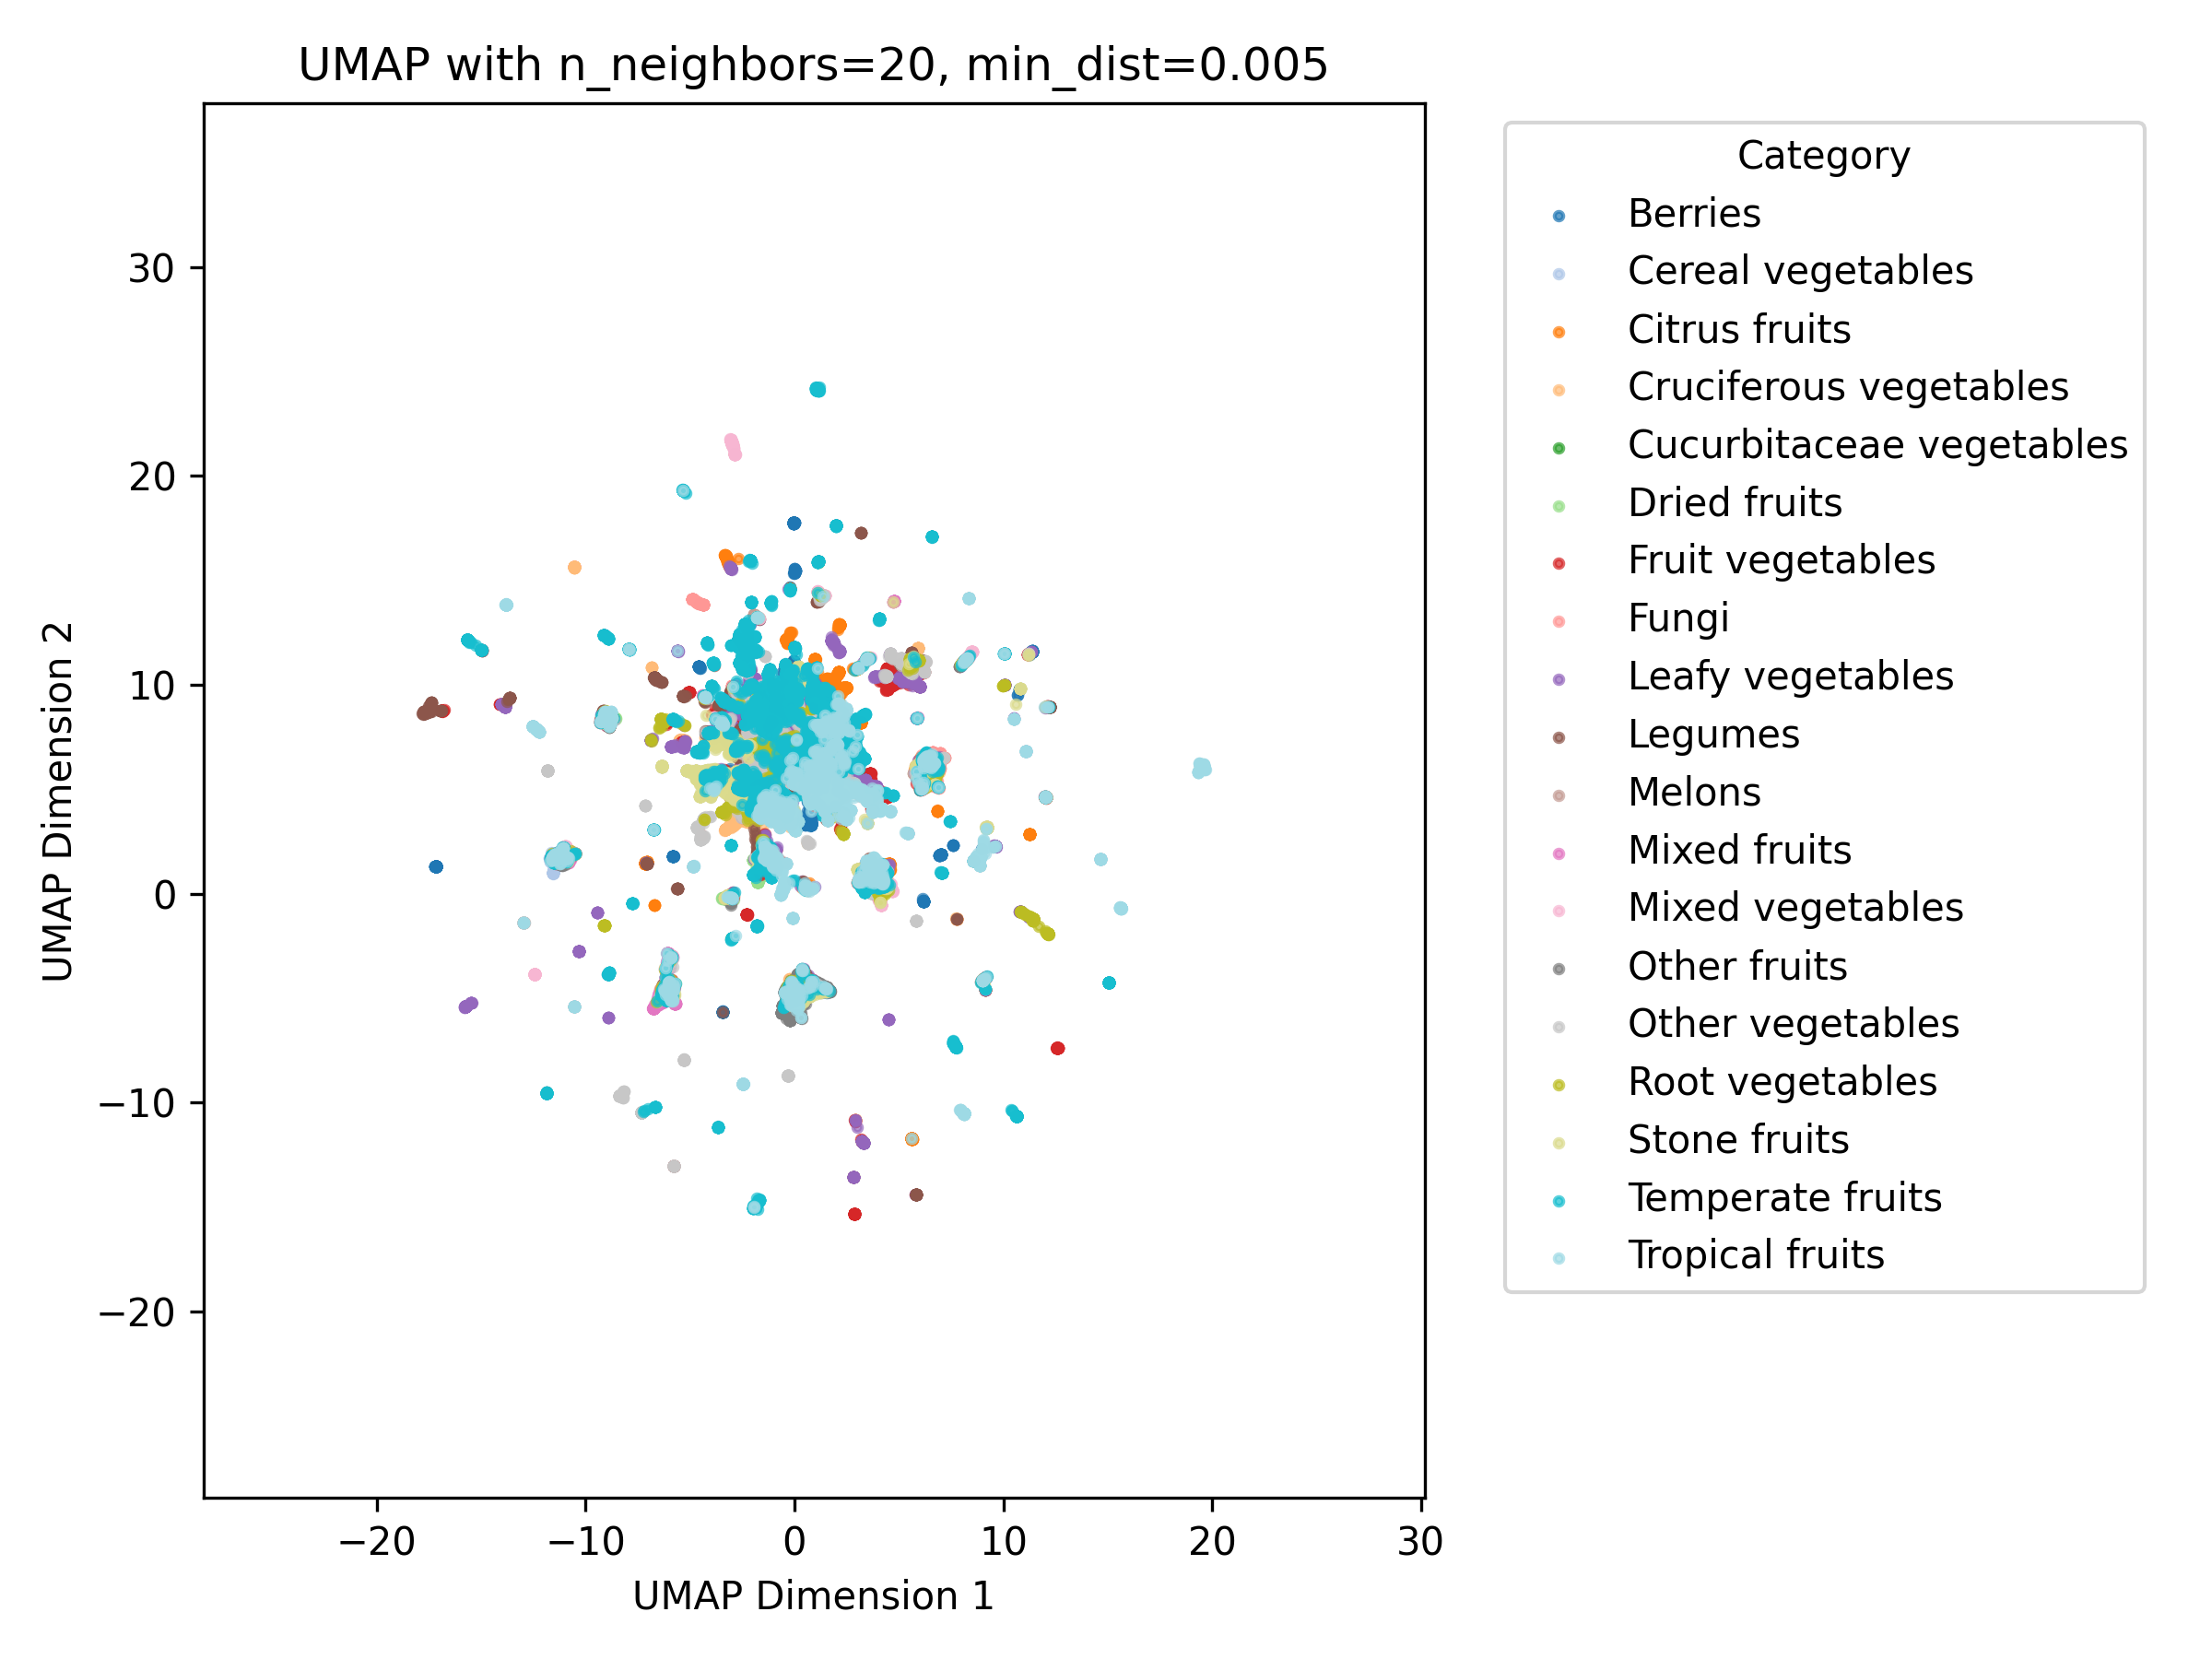 UMAP with n_neighbors=20, min_dist=0.005
UMAP Dimension 2
30
20
10
0
−10
−20
−20
−10
0
10
20
30
UMAP Dimension 1
Category
Berries
Cereal vegetables
Citrus fruits
Cruciferous vegetables
Cucurbitaceae vegetables
Dried fruits
Fruit vegetables
Fungi
Leafy vegetables
Legumes
Melons
Mixed fruits
Mixed vegetables
Other fruits
Other vegetables
Root vegetables
Stone fruits
Temperate fruits
Tropical fruits